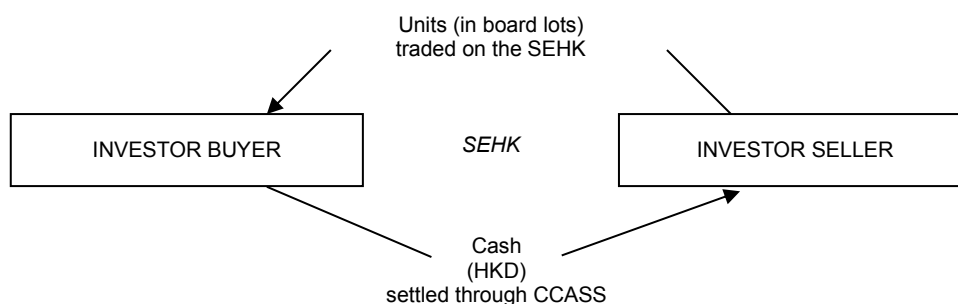 Units (in board lots)
traded on the SEHK
INVESTOR BUYER
SEHK
INVESTOR SELLER
Cash
(HKD)
settled through CCASS